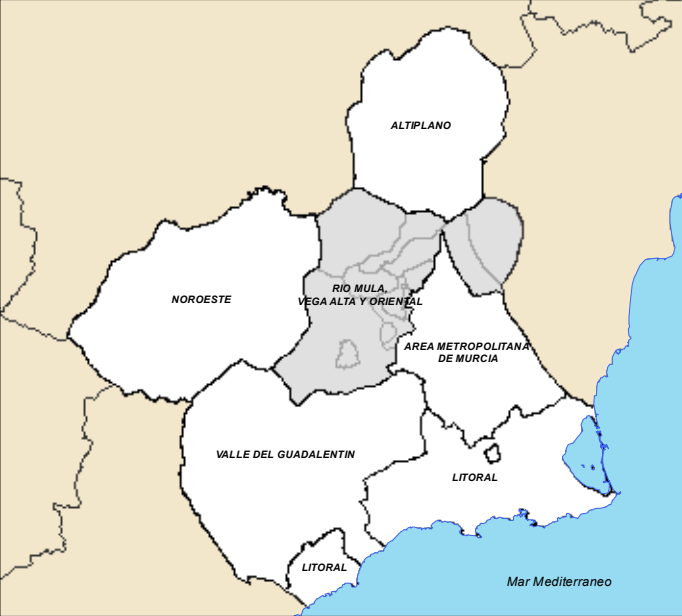 ALTIPLANO
NOROESTE
RIO MULA,
VEGA ALTA Y ORIENTAL
AREA METROPOLITANA
DE MURCIA
VALLE DEL GUADALENTIN
LITORAL
LITORAL
Mar Mediterraneo